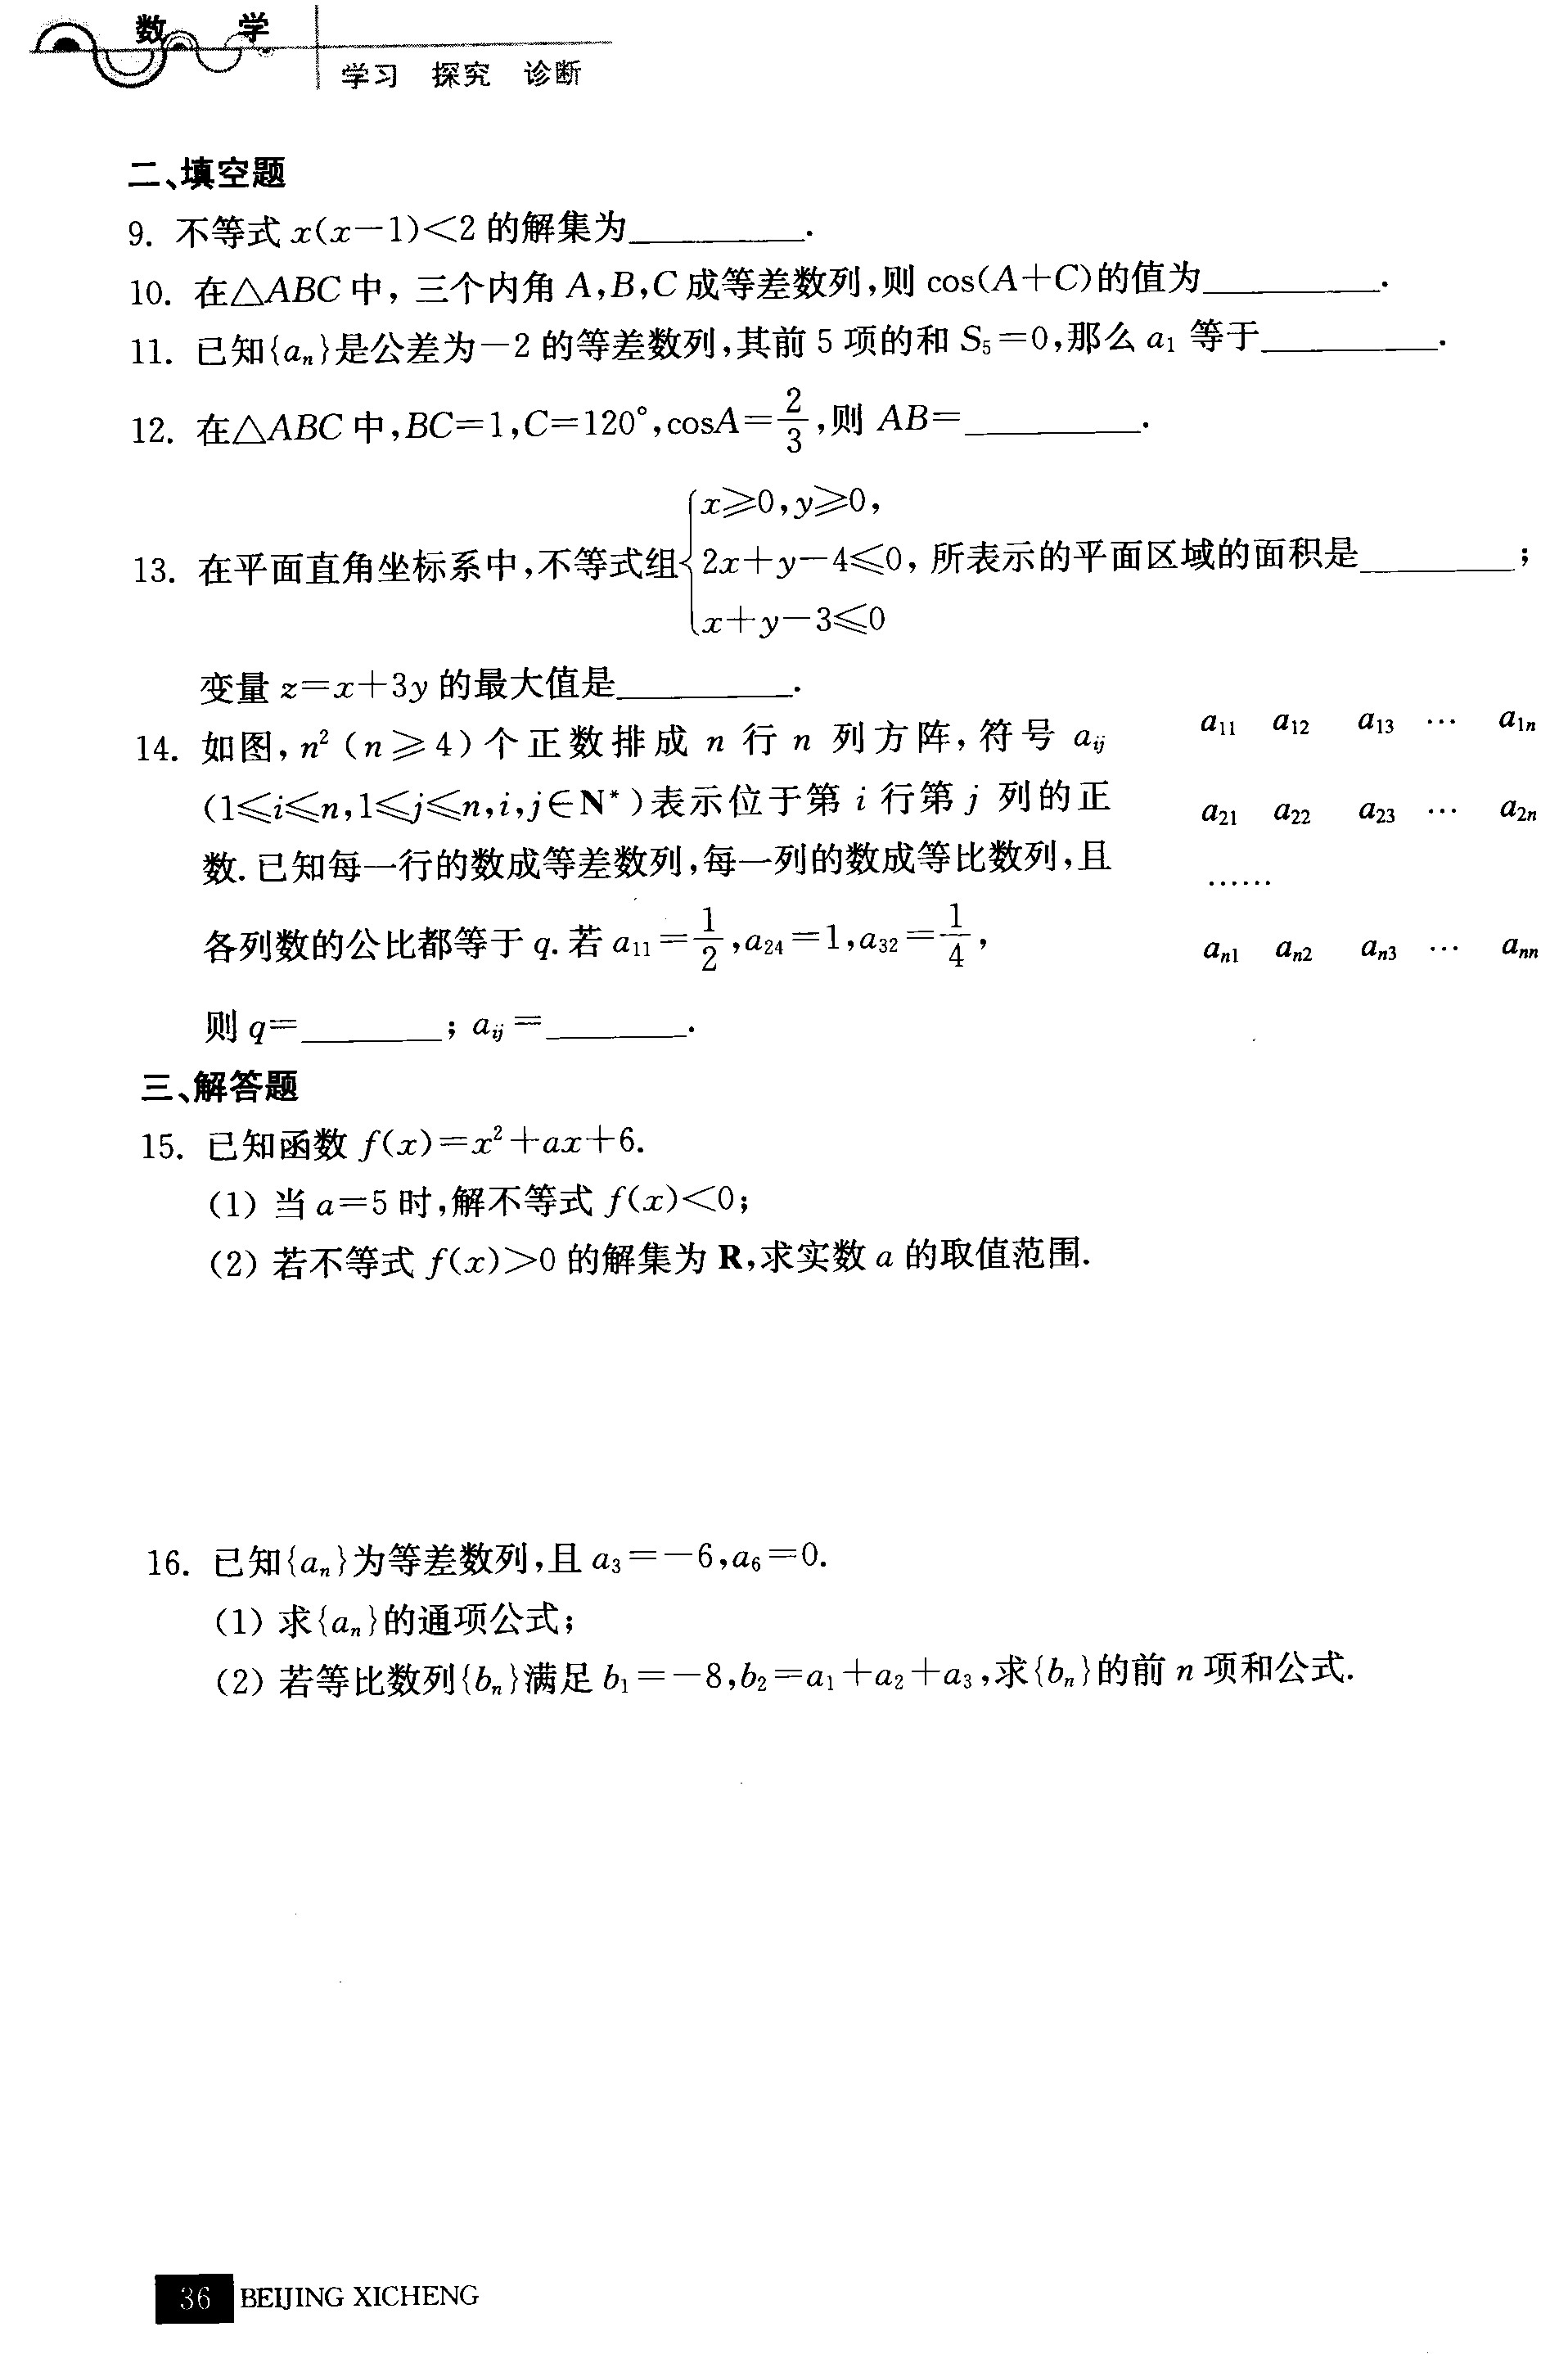 数 学
学习 探究 诊断
二、填空题
9. 不等式 x(x-1)<2 的解集为________.
10. 在△ABC 中, 三个内角 A,B,C 成等差数列,则 cos(A+C)的值为________.
11. 已知{aₙ}是公差为-2 的等差数列,其前 5 项的和 S₅=0,那么 a₁ 等于________.
12. 在△ABC 中,BC=1,C=120°,cosA=2/3,则 AB=________.
x≥0,y≥0,
13. 在平面直角坐标系中,不等式组{2x+y-4≤0, 所表示的平面区域的面积是________;
x+y-3≤0
变量 z=x+3y 的最大值是________.
14. 如图, n² (n≥4) 个正数排成 n 行 n 列方阵, 符号 a_{ij}
(1≤i≤n,1≤j≤n,i,j∈N*)表示位于第 i 行第 j 列的正
数.已知每一行的数成等差数列,每一列的数成等比数列,且
各列数的公比都等于 q. 若 a₁₁=1/2,a₂₄=1,a₃₂=1/4,
则 q=________; a_{ij}=________.
a₁₁ a₁₂ a₁₃ … a₁ₙ
a₂₁ a₂₂ a₂₃ … a₂ₙ
……
aₙ₁ aₙ₂ aₙ₃ … aₙₙ
三、解答题
15. 已知函数 f(x)=x²+ax+6.
(1) 当 a=5 时,解不等式 f(x)<0;
(2) 若不等式 f(x)>0 的解集为 R,求实数 a 的取值范围.
16. 已知{aₙ}为等差数列,且 a₃=-6,a₆=0.
(1) 求{aₙ}的通项公式;
(2) 若等比数列{bₙ}满足 b₁=-8,b₂=a₁+a₂+a₃,求{bₙ}的前 n 项和公式.
36 BEIJING XICHENG